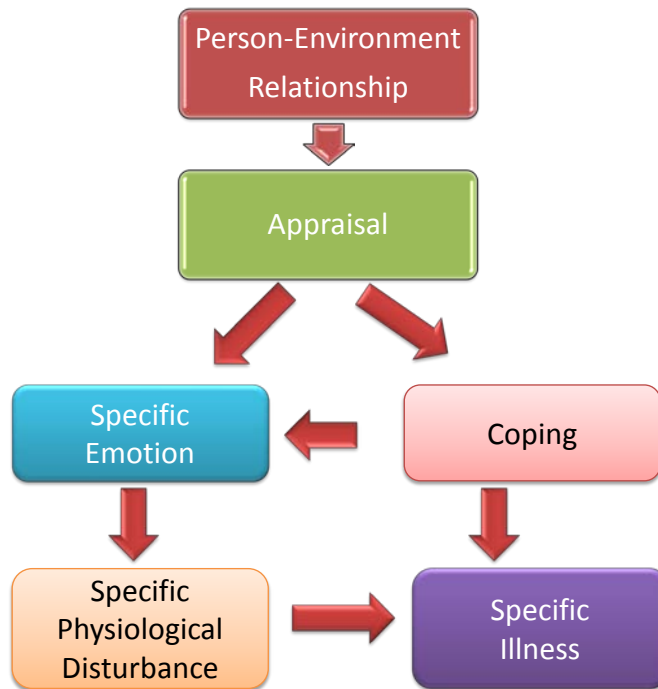 Person-Environment
Relationship
Appraisal
Specific
Emotion
Coping
Specific
Physiological
Disturbance
Specific
Illness